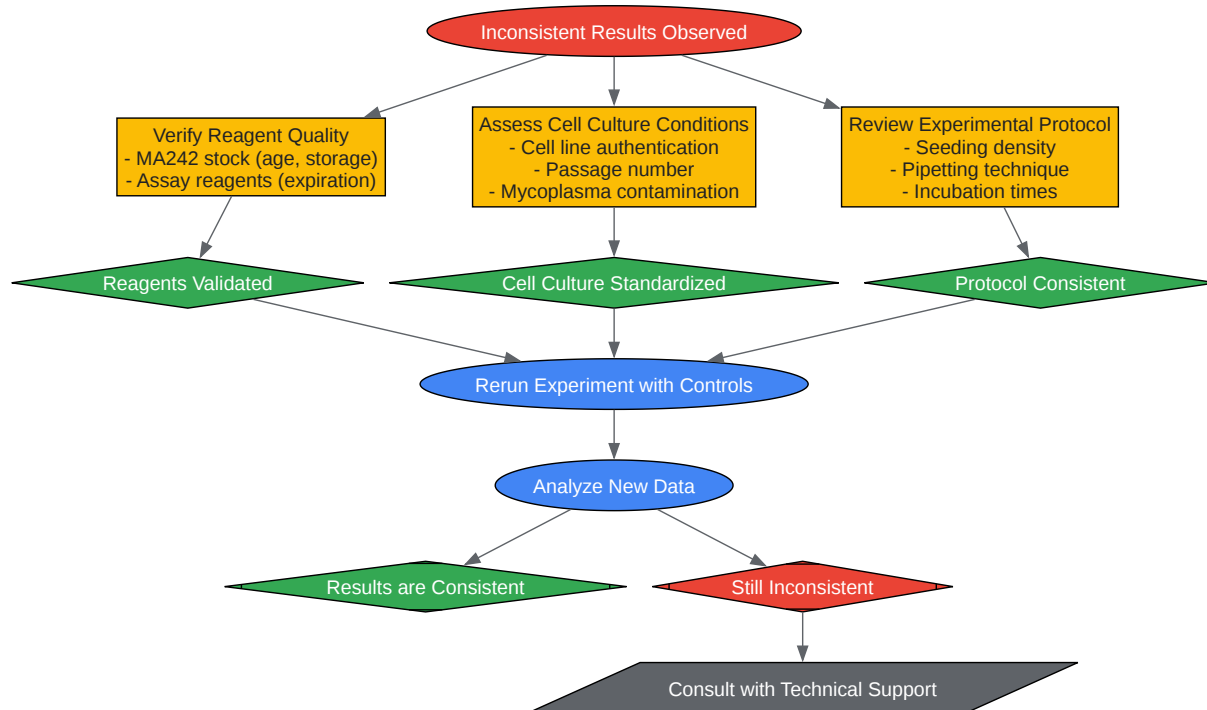 Inconsistent Results Observed
Verify Reagent Quality
- MA242 stock (age, storage)
- Assay reagents (expiration)
Assess Cell Culture Conditions
- Cell line authentication
- Passage number
- Mycoplasma contamination
Review Experimental Protocol
- Seeding density
- Pipetting technique
- Incubation times
Reagents Validated
Cell Culture Standardized
Protocol Consistent
Rerun Experiment with Controls
Analyze New Data
Results are Consistent
Still Inconsistent
Consult with Technical Support